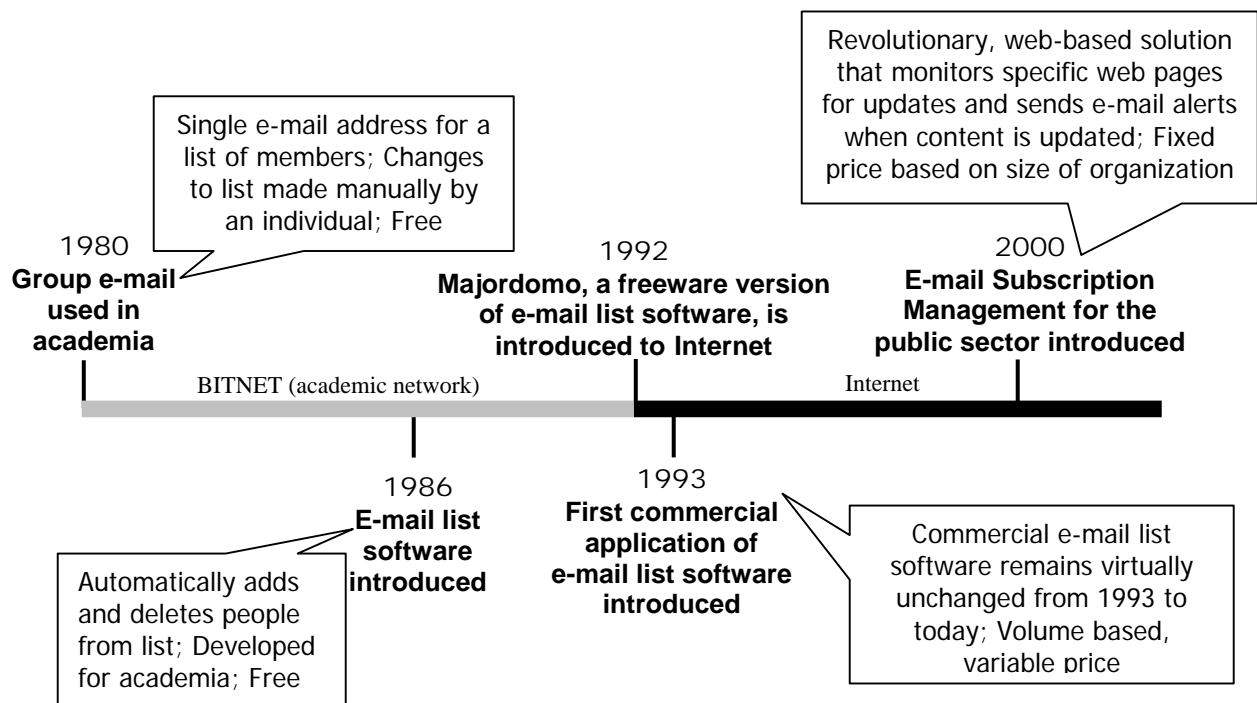 Revolutionary, web-based solution
that monitors specific web pages
for updates and sends e-mail alerts
when content is updated; Fixed
price based on size of organization
Single e-mail address for a
list of members; Changes
to list made manually by
an individual; Free
1980
Group e-mail
used in
academia
1992
Majordomo, a freeware version
of e-mail list software, is
introduced to Internet
2000
E-mail Subscription
Management for the
public sector introduced
BITNET (academic network)
Internet
1986
E-mail list
software
introduced
Automatically adds
and deletes people
from list; Developed
for academia; Free
1993
First commercial
application of
e-mail list software
introduced
Commercial e-mail list
software remains virtually
unchanged from 1993 to
today; Volume based,
variable price